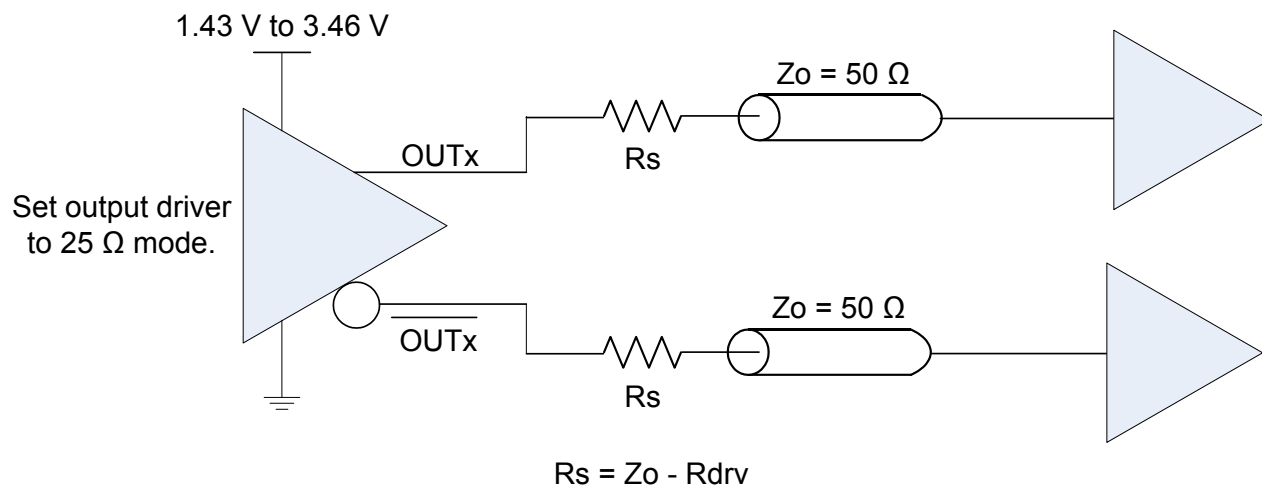 1.43 V to 3.46 V
Zo = 50 Ω
OUTx
Rs
Set output driver
to 25 Ω mode.
Zo = 50 Ω
OUTx
Rs
Rs = Zo - Rdrv